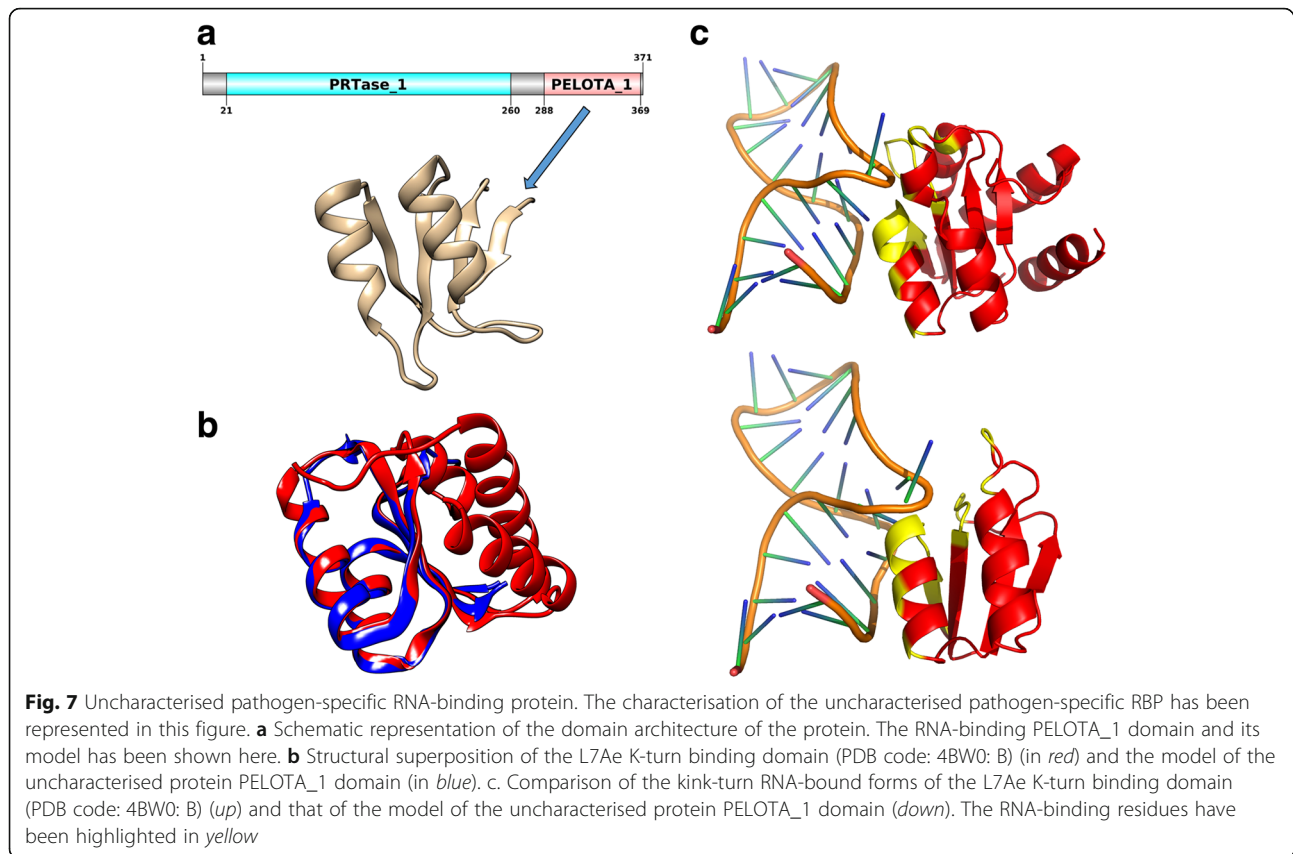 a
1 371
PRTase_1 PELOTA_1
21 260 288 369
c
b
Fig. 7 Uncharacterised pathogen-specific RNA-binding protein. The characterisation of the uncharacterised pathogen-specific RBP has been
represented in this figure. a Schematic representation of the domain architecture of the protein. The RNA-binding PELOTA_1 domain and its
model has been shown here. b Structural superposition of the L7Ae K-turn binding domain (PDB code: 4BW0: B) (in red) and the model of the
uncharacterised protein PELOTA_1 domain (in blue). c. Comparison of the kink-turn RNA-bound forms of the L7Ae K-turn binding domain
(PDB code: 4BW0: B) (up) and that of the model of the uncharacterised protein PELOTA_1 domain (down). The RNA-binding residues have
been highlighted in yellow